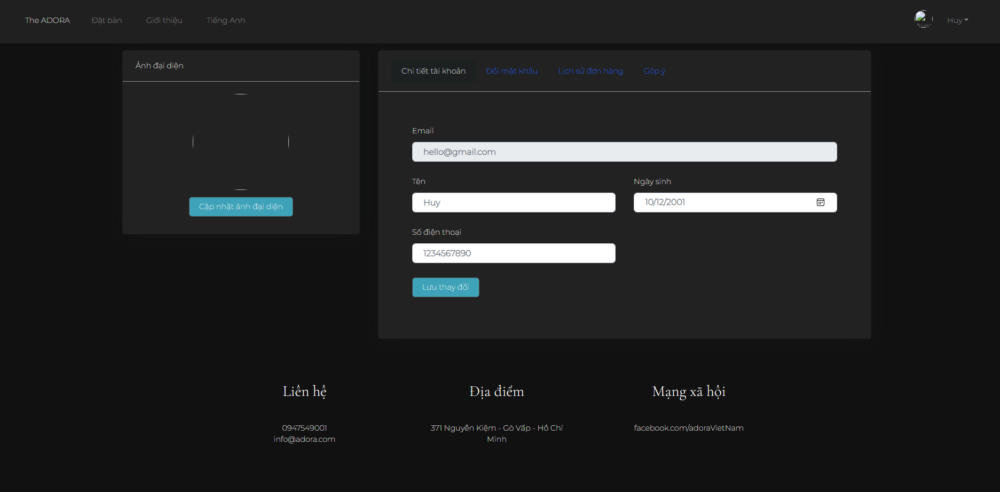 The ADORA
Đặt bàn
Giới thiệu
Tiếng Anh
Huy
Ảnh đại diện
Cập nhật ảnh đại diện
Chi tiết tài khoản
Đổi mật khẩu
Lịch sử đơn hàng
Góp ý
Email
hello@gmail.com
Tên
Ngày sinh
Huy
10/12/2001
Số điện thoại
1234567890
Lưu thay đổi
Liên hệ
0947549001
info@adora.com
Địa điểm
371 Nguyễn Kiệm - Gò Vấp - Hồ Chí
Minh
Mạng xã hội
facebook.com/adoraVietNam